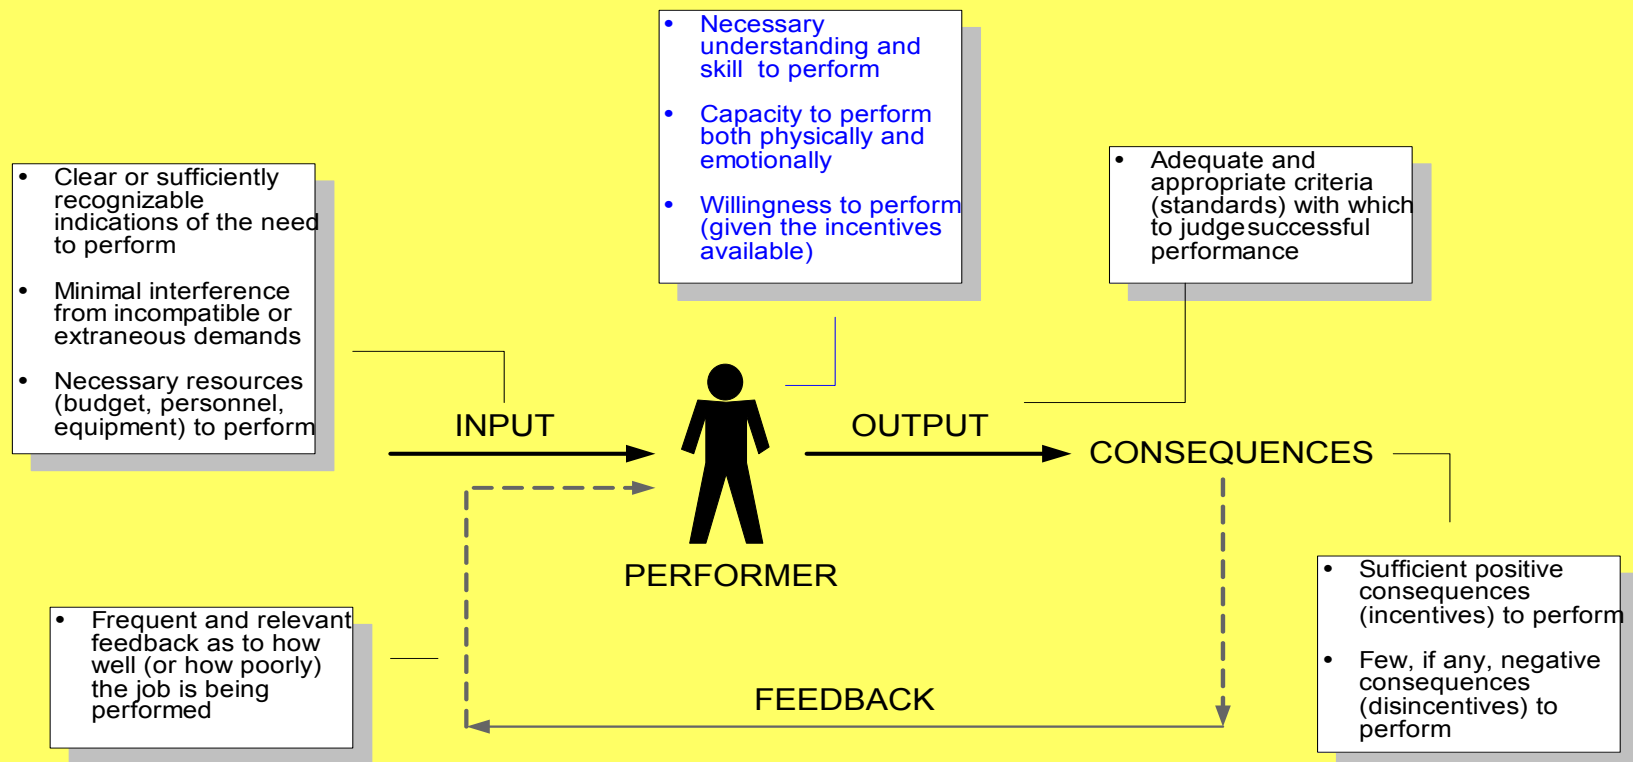 • Necessary
understanding and
skill to perform
• Capacity to perform
both physically and
emotionally
• Willingness to perform
(given the incentives
available)
• Clear or sufficiently
recognizable
indications of the need
to perform
• Minimal interference
from incompatible or
extraneous demands
• Necessary resources
(budget, personnel,
equipment) to perform
• Adequate and
appropriate criteria
(standards) with which
to judge successful
performance
INPUT
OUTPUT
CONSEQUENCES
PERFORMER
• Frequent and relevant
feedback as to how
well (or how poorly)
the job is being
performed
FEEDBACK
• Sufficient positive
consequences
(incentives) to perform
• Few, if any, negative
consequences
(disincentives) to
perform